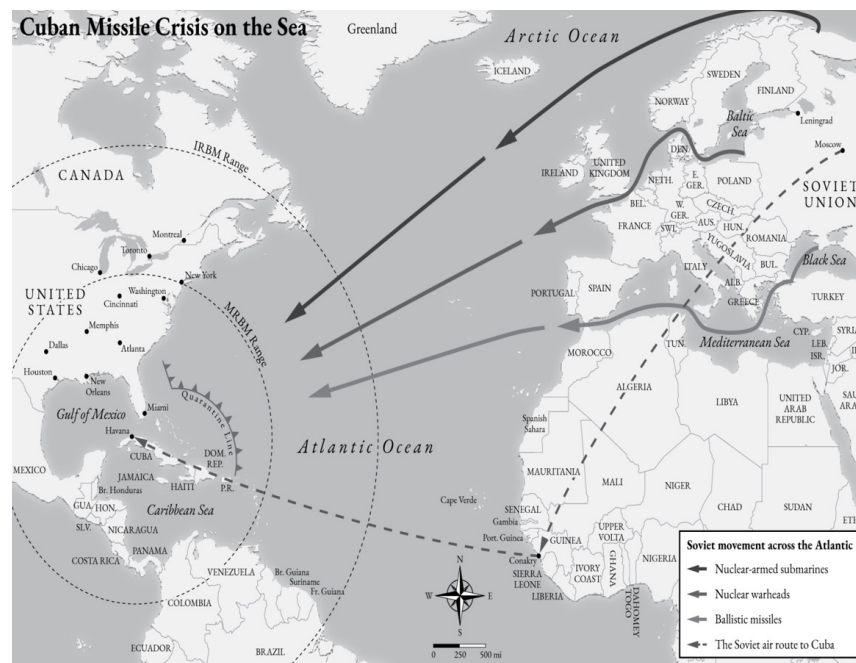 Cuban Missile Crisis on the Sea
Greenland
Arctic Ocean
ICELAND
SWEDEN
FINLAND
NORWAY
Baltic
Sea
Leningrad
Moscow
IRBM Range
CANADA
IRELAND
UNITED
KINGDOM
DEN.
NETH.
E.
GER.
POLAND
SOVIET
UNION
BEL.
W.
GER.
CZECH.
AUS.
HUN.
FRANCE
SWI.
ROMANIA
YUGOSLAVIA
Montreal
Toronto
Chicago
New York
ITALY
BUL.
Black Sea
ALB.
UNITED
STATES
Washington
Cincinnati
MRBM Range
PORTUGAL
SPAIN
GREECE
TURKEY
Memphis
Dallas
Atlanta
CYP.
SYRI
LEB.
ISR.
JOR.
Mediterranean Sea
TUN.
MOROCCO
Houston
New
Orleans
ALGERIA
LIBYA
UNITED
ARAB
REPUBLIC
SAU
ARA
Quarantine Line
Gulf of Mexico
Miami
Havana
Spanish
Sahara
Atlantic Ocean
CUBA
DOM.
REP.
MEXICO
JAMAICA
HAITI
P.R.
Br. Honduras
MAURITANIA
MALI
NIGER
CHAD
SUDAN
Cape Verde
GUA.
HON.
Caribbean Sea
SENEGAL
Gambia
SLV.
NICARAGUA
Port. Guinea
GUINEA
UPPER
VOLTA
ETH
COSTA RICA
PANAMA
Conakry
SIERRA
LEONE
IVORY
COAST
GHANA
NIGERIA
LIBERIA
TOGO
DAHOMEY
VENEZUELA
Br. Guiana
Suriname
Fr. Guiana
COLOMBIA
ECUADOR
BRAZIL
N
W
E
S
0 250 500 mi
Soviet movement across the Atlantic
Nuclear-armed submarines
Nuclear warheads
Ballistic missiles
The Soviet air route to Cuba